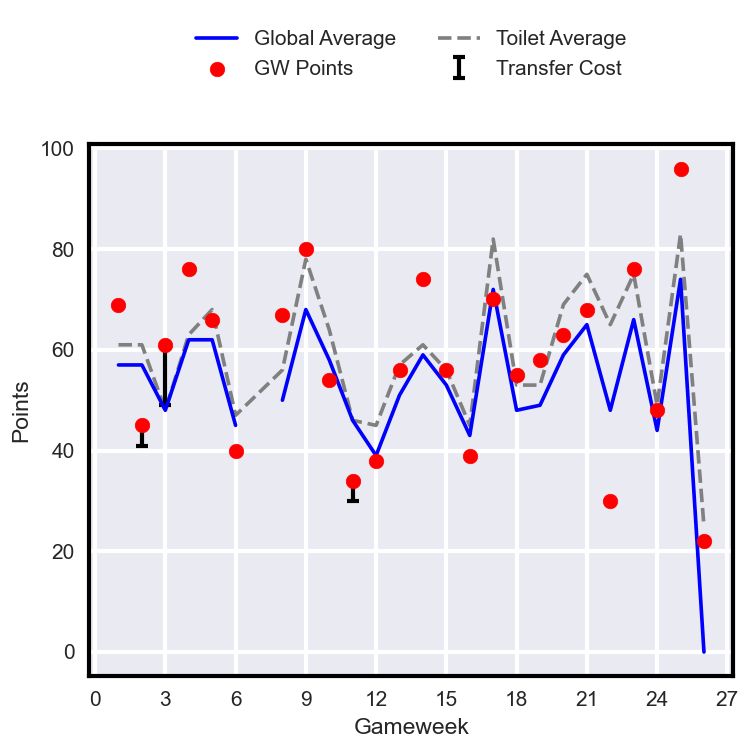 Global Average
Toilet Average
GW Points
Transfer Cost
100
80
60
40
20
0
Points
0 3 6 9 12 15 18 21 24 27
Gameweek